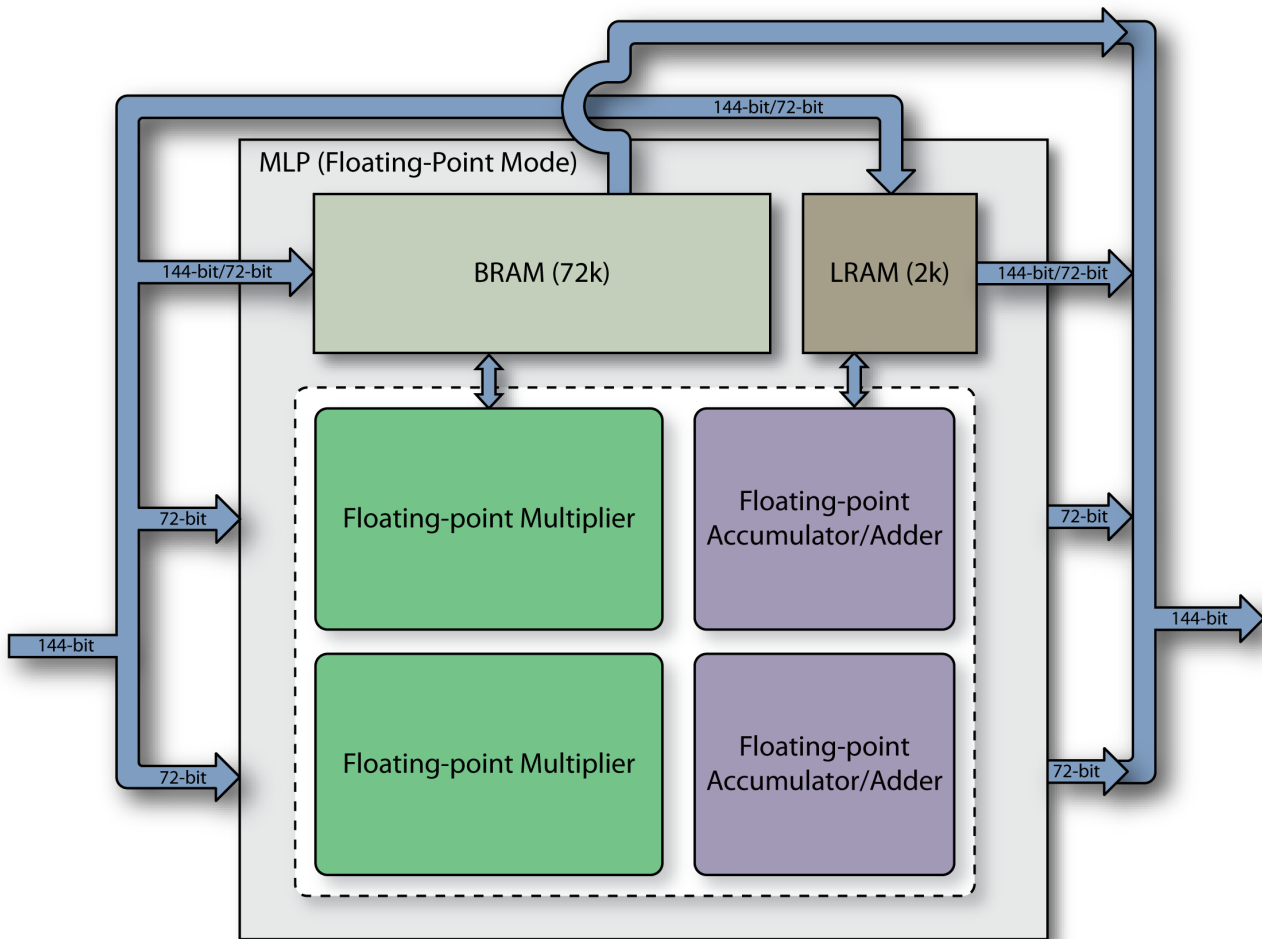 144-bit/72-bit
MLP (Floating-Point Mode)
144-bit/72-bit
BRAM (72k)
LRAM (2k)
144-bit/72-bit
72-bit
Floating-point Multiplier
Floating-point
Accumulator/Adder
72-bit
144-bit
144-bit
72-bit
Floating-point Multiplier
Floating-point
Accumulator/Adder
72-bit